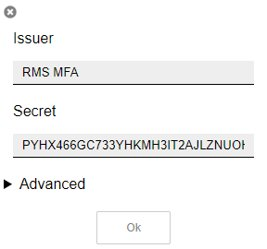 Issuer
RMS MFA
Secret
PYHX466GC733YHKMH3IT2AJLZNUO
Advanced
Ok